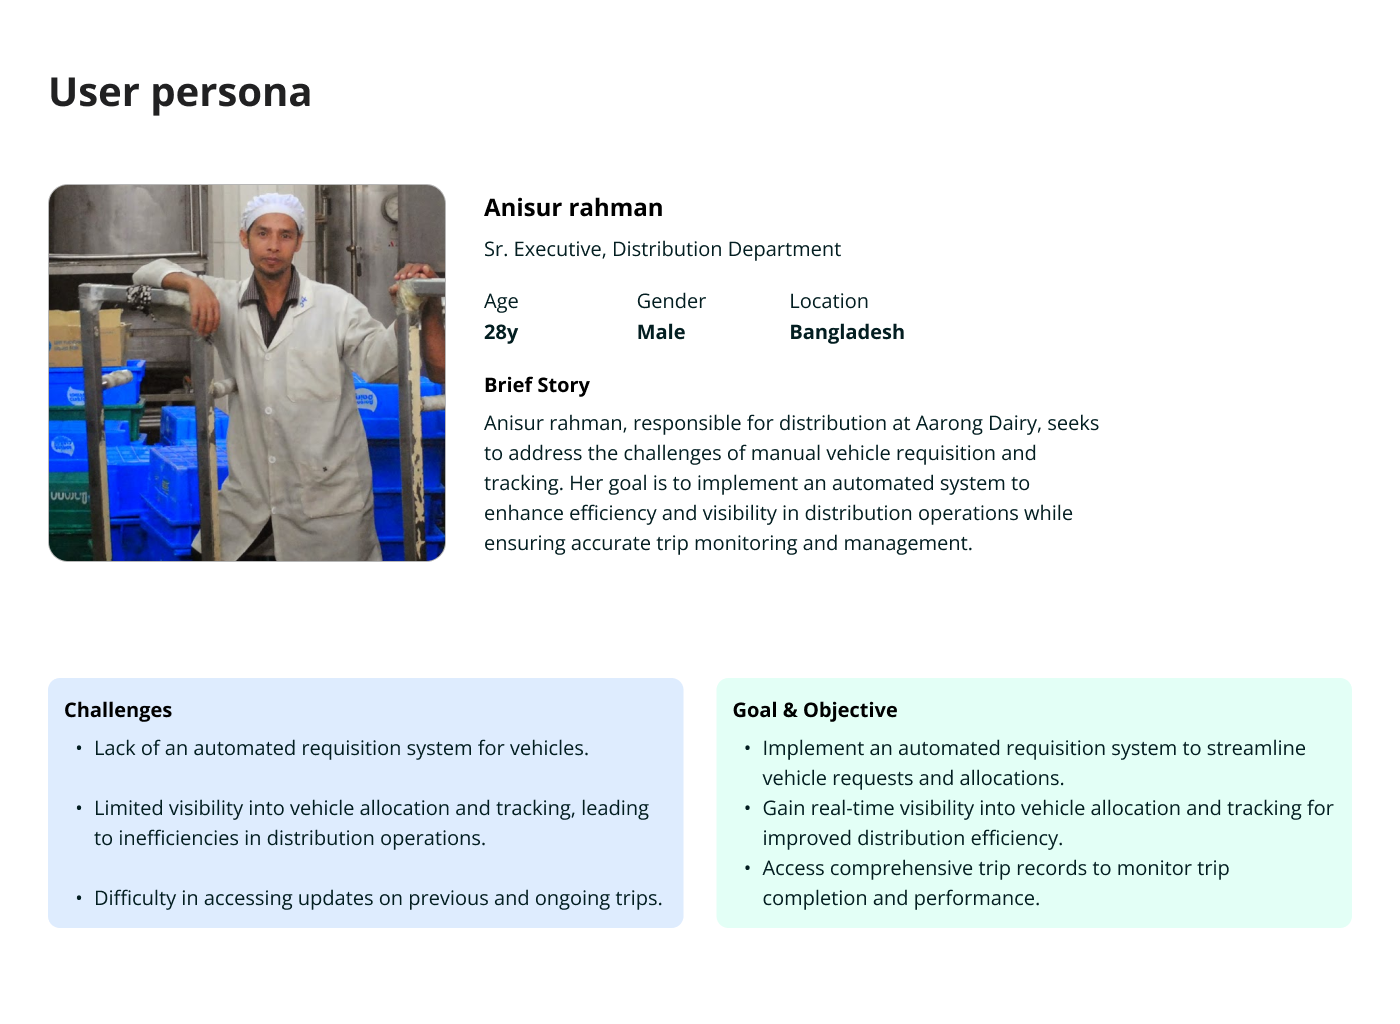 User persona
Anisur rahman
Sr. Executive, Distribution Department
Age
Gender
Location
28y
Male
Bangladesh
Brief Story
Anisur rahman, responsible for distribution at Aarong Dairy, seeks
to address the challenges of manual vehicle requisition and
tracking. Her goal is to implement an automated system to
enhance efficiency and visibility in distribution operations while
ensuring accurate trip monitoring and management.
Challenges
• Lack of an automated requisition system for vehicles.
• Limited visibility into vehicle allocation and tracking, leading
to inefficiencies in distribution operations.
• Difficulty in accessing updates on previous and ongoing trips.
Goal & Objective
• Implement an automated requisition system to streamline
vehicle requests and allocations.
• Gain real-time visibility into vehicle allocation and tracking for
improved distribution efficiency.
• Access comprehensive trip records to monitor trip
completion and performance.